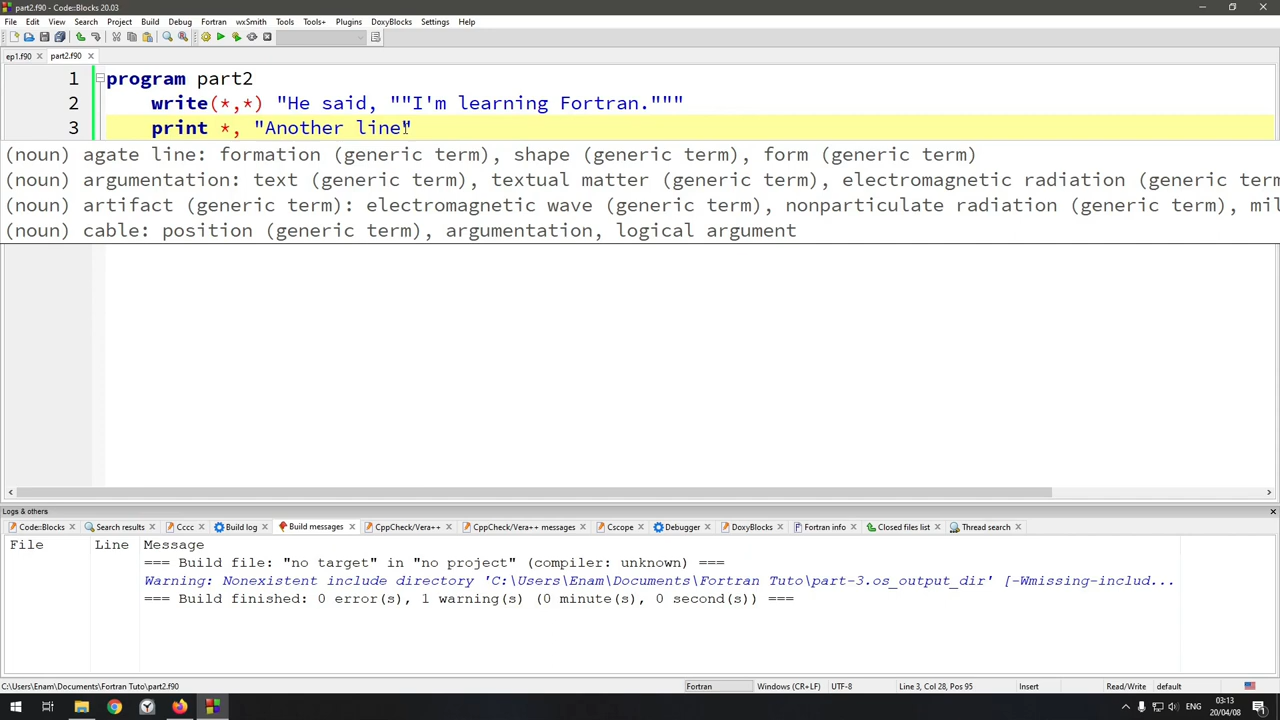 part2.f90 - Code::Blocks 20.03
File Edit View Search Project Build Debug Fortran wxSmith Tools Tools+ Plugins DoxyBlocks Settings Help
ep1.f90 part2.f90
1 program part2
2 write(*,*) "He said, ""I'm learning Fortran."""
3 print *, "Another line"
(noun) agate line: formation (generic term), shape (generic term), form (generic term)
(noun) argumentation: text (generic term), textual matter (generic term), electromagnetic radiation (generic term
(noun) artifact (generic term): electromagnetic wave (generic term), nonparticulate radiation (generic term), mil
(noun) cable: position (generic term), argumentation, logical argument
Logs & others
Code::Blocks Search results Cccc Build log Build messages CppCheck/Vera++ CppCheck/Vera++ messages Cscope Debugger DoxyBlocks Fortran info Closed files list Thread search
File Line Message
=== Build file: "no target" in "no project" (compiler: unknown) ===
Warning: Nonexistent include directory 'C:\Users\Enam\Documents\Fortran Tuto\part-3.os_output_dir' [-Wmissing-includ...
=== Build finished: 0 error(s), 1 warning(s) (0 minute(s), 0 second(s)) ===
C:\Users\Enam\Documents\Fortran Tuto\part2.f90 Fortran Windows (CR+LF) UTF-8 Line 3, Col 28, Pos 95 Insert Read/Write default
ENG 03:13
20/04/08